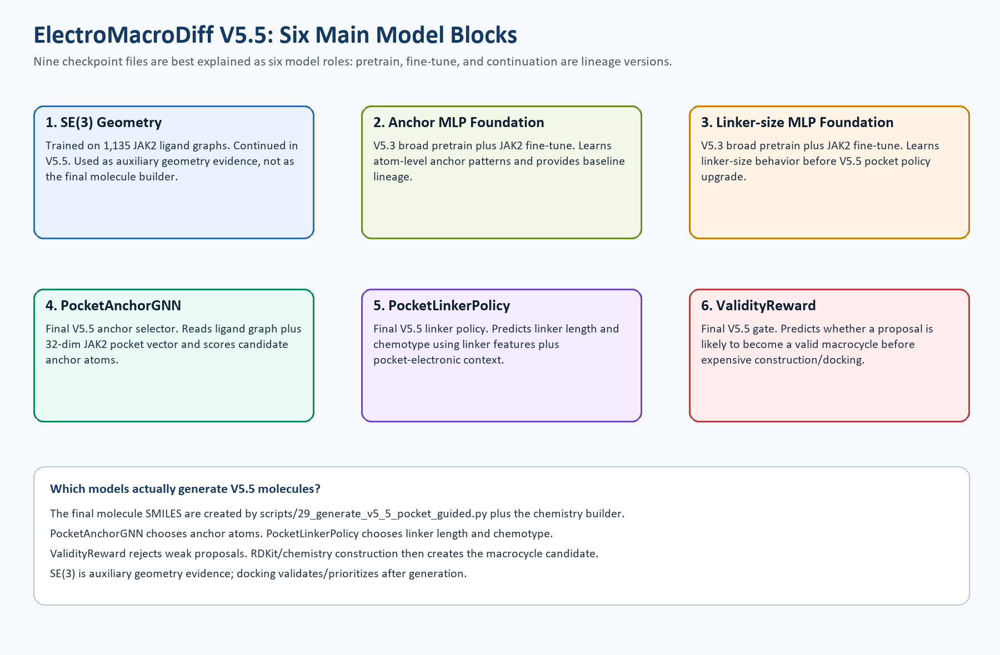 ElectroMacroDiff V5.5: Six Main Model Blocks
Nine checkpoint files are best explained as six model roles: pretrain, fine-tune, and continuation are lineage versions.
1. SE(3) Geometry
Trained on 1,135 JAK2 ligand graphs. Continued in
V5.5. Used as auxiliary geometry evidence, not as
the final molecule builder.
2. Anchor MLP Foundation
V5.3 broad pretrain plus JAK2 fine-tune. Learns
atom-level anchor patterns and provides baseline
lineage.
3. Linker-size MLP Foundation
V5.3 broad pretrain plus JAK2 fine-tune. Learns
linker-size behavior before V5.5 pocket policy
upgrade.
4. PocketAnchorGNN
Final V5.5 anchor selector. Reads ligand graph plus
32-dim JAK2 pocket vector and scores candidate
anchor atoms.
5. PocketLinkerPolicy
Final V5.5 linker policy. Predicts linker length and
chemotype using linker features plus
pocket-electronic context.
6. ValidityReward
Final V5.5 gate. Predicts whether a proposal is
likely to become a valid macrocycle before
expensive construction/docking.
Which models actually generate V5.5 molecules?
The final molecule SMILES are created by scripts/29_generate_v5_5_pocket_guided.py plus the chemistry builder.
PocketAnchorGNN chooses anchor atoms. PocketLinkerPolicy chooses linker length and chemotype.
ValidityReward rejects weak proposals. RDKit/chemistry construction then creates the macrocycle candidate.
SE(3) is auxiliary geometry evidence; docking validates/prioritizes after generation.